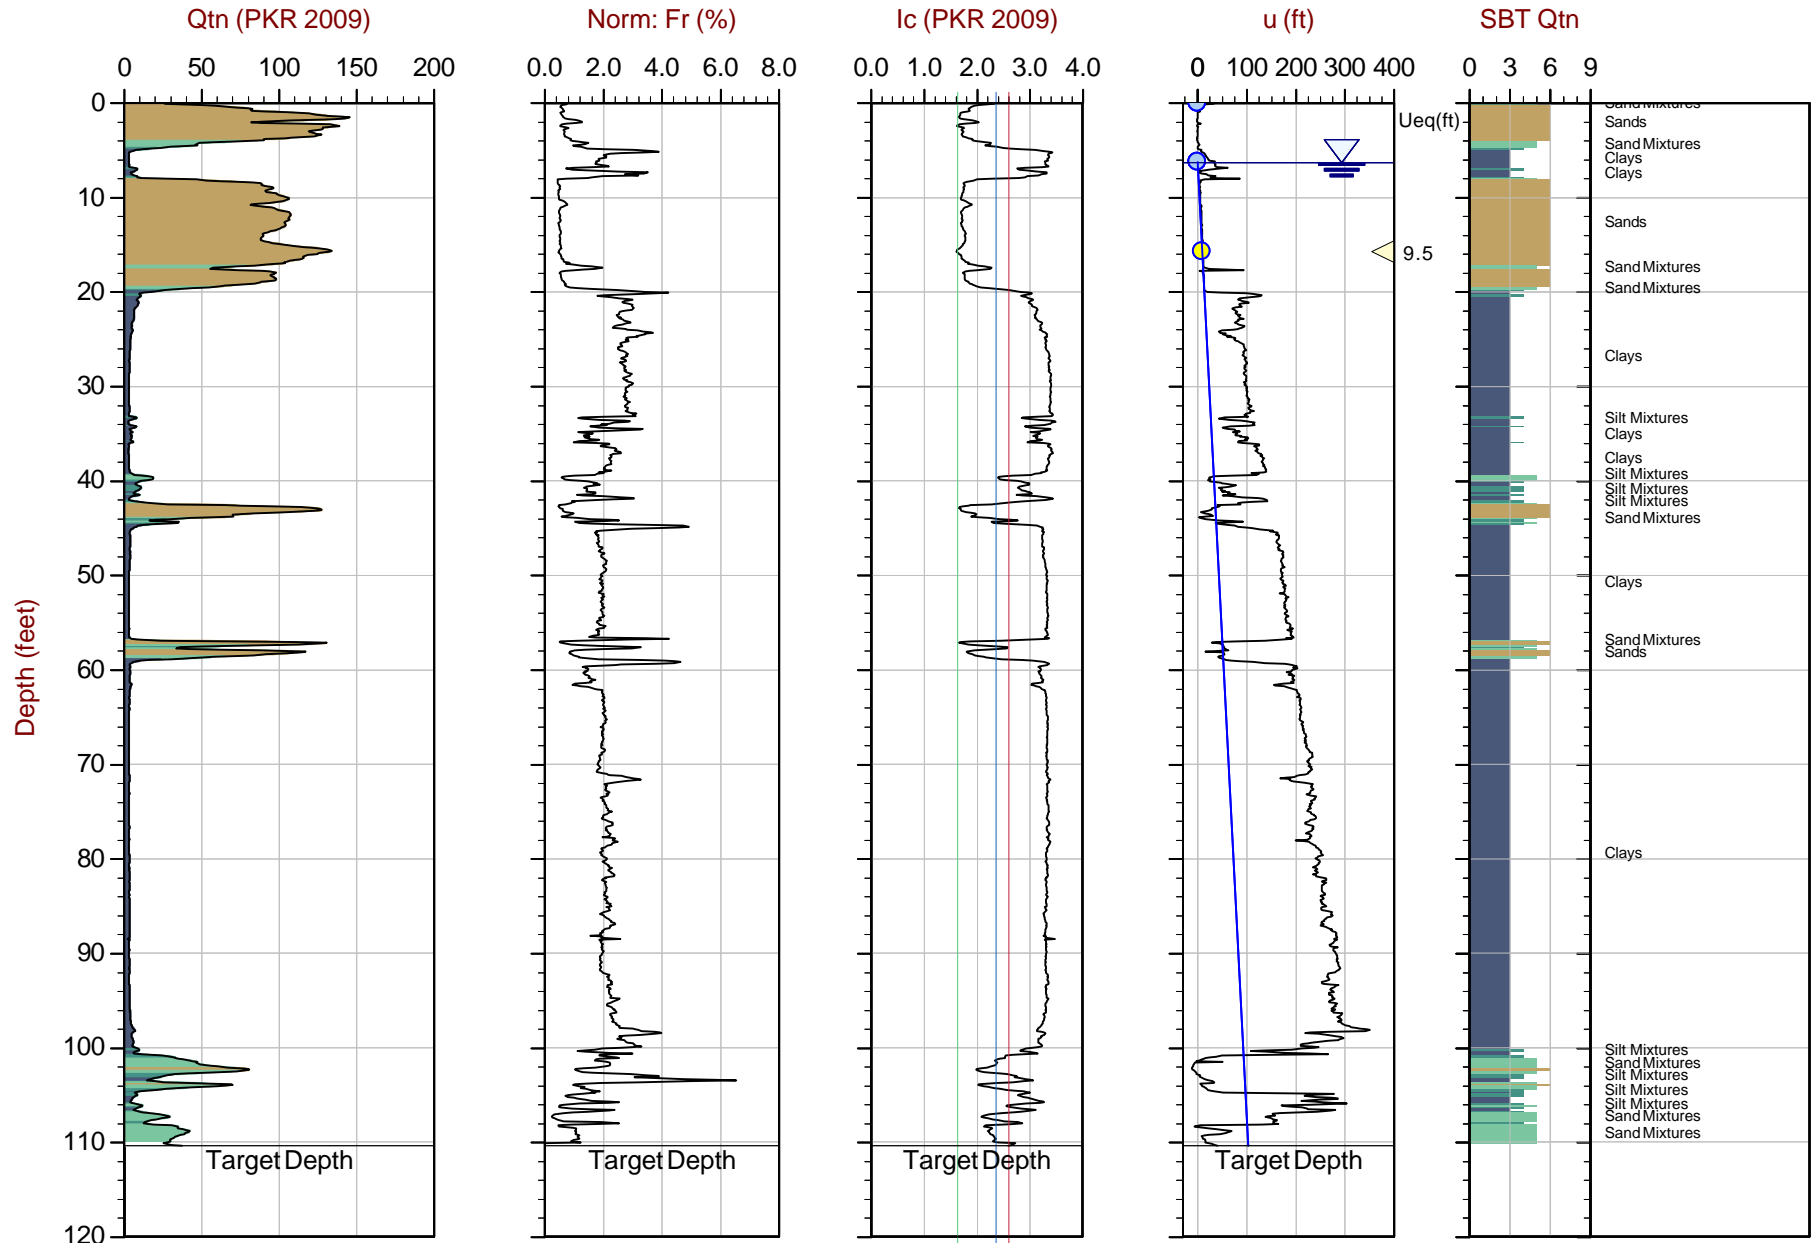 Qtn (PKR 2009) Norm: Fr (%) Ic (PKR 2009) u (ft) SBT Qtn
0 50 100 150 200 0.0 2.0 4.0 6.0 8.0 0.0 1.0 2.0 3.0 4.0 0 100 200 300 400 0 3 6 9
Depth (feet)
0
10
20
30
40
50
60
70
80
90
100
110
120
Ueq(ft)
9.5
Sand Mixtures
Sands
Sand Mixtures
Clays
Clays
Sands
Sand Mixtures
Sand Mixtures
Clays
Silt Mixtures
Clays
Clays
Silt Mixtures
Silt Mixtures
Silt Mixtures
Sand Mixtures
Clays
Sand Mixtures
Sands
Clays
Silt Mixtures
Sand Mixtures
Silt Mixtures
Silt Mixtures
Silt Mixtures
Sand Mixtures
Sand Mixtures
Target Depth Target Depth Target Depth Target Depth